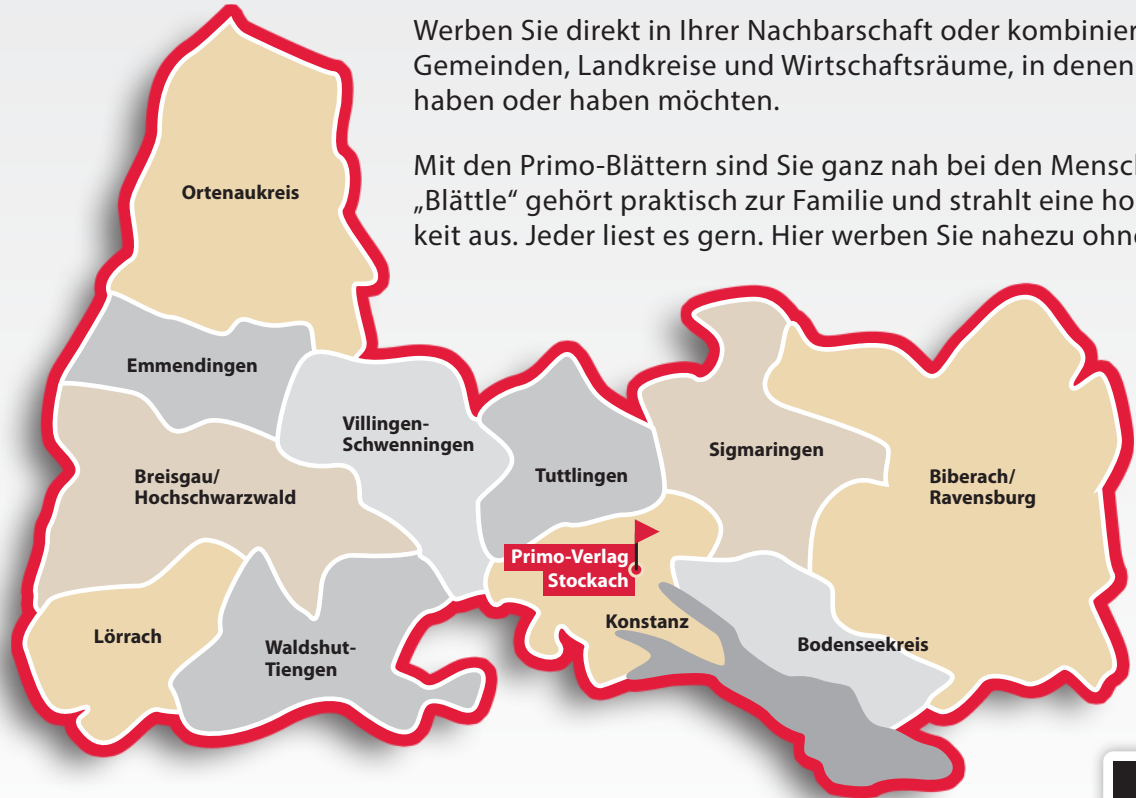 Werben Sie direkt in Ihrer Nachbarschaft oder kombinier
Gemeinden, Landkreise und Wirtschaftsräume, in denen
haben oder haben möchten.
Mit den Primo-Blättern sind Sie ganz nah bei den Mensch
„Blättle“ gehört praktisch zur Familie und strahlt eine ho
keit aus. Jeder liest es gern. Hier werben Sie nahezu ohne
Ortenaukreis
Emmendingen
Villingen-
Schwenningen
Breisgau/
Hochschwarzwald
Tuttlingen
Sigmaringen
Biberach/
Ravensburg
Primo-Verlag
Stockach
Konstanz
Bodenseekreis
Lörrach
Waldshut-
Tiengen